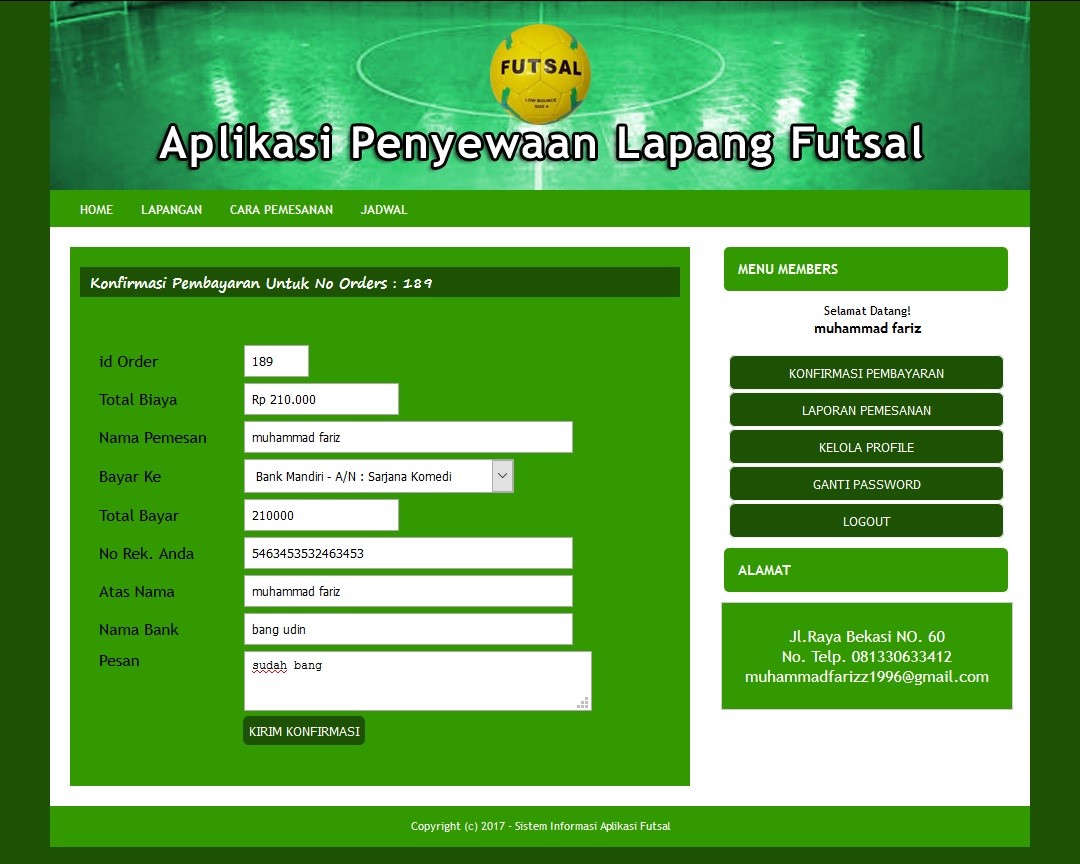 FUTSAL
LOW BOUNCE
SIZE 4
Aplikasi Penyewaan Lapang Futsal
HOME LAPANGAN CARA PEMESANAN JADWAL
Konfirmasi Pembayaran Untuk No Orders : 189
id Order 189
Total Biaya Rp 210.000
Nama Pemesan muhammad fariz
Bayar Ke Bank Mandiri - A/N : Sarjana Komedi
Total Bayar 210000
No Rek. Anda 5463453532463453
Atas Nama muhammad fariz
Nama Bank bang udin
Pesan sudah bang
KIRIM KONFIRMASI
MENU MEMBERS
Selamat Datang!
muhammad fariz
KONFIRMASI PEMBAYARAN
LAPORAN PEMESANAN
KELOLA PROFILE
GANTI PASSWORD
LOGOUT
ALAMAT
Jl.Raya Bekasi NO. 60
No. Telp. 081330633412
muhammadfarizz1996@gmail.com
Copyright (c) 2017 - Sistem Informasi Aplikasi Futsal